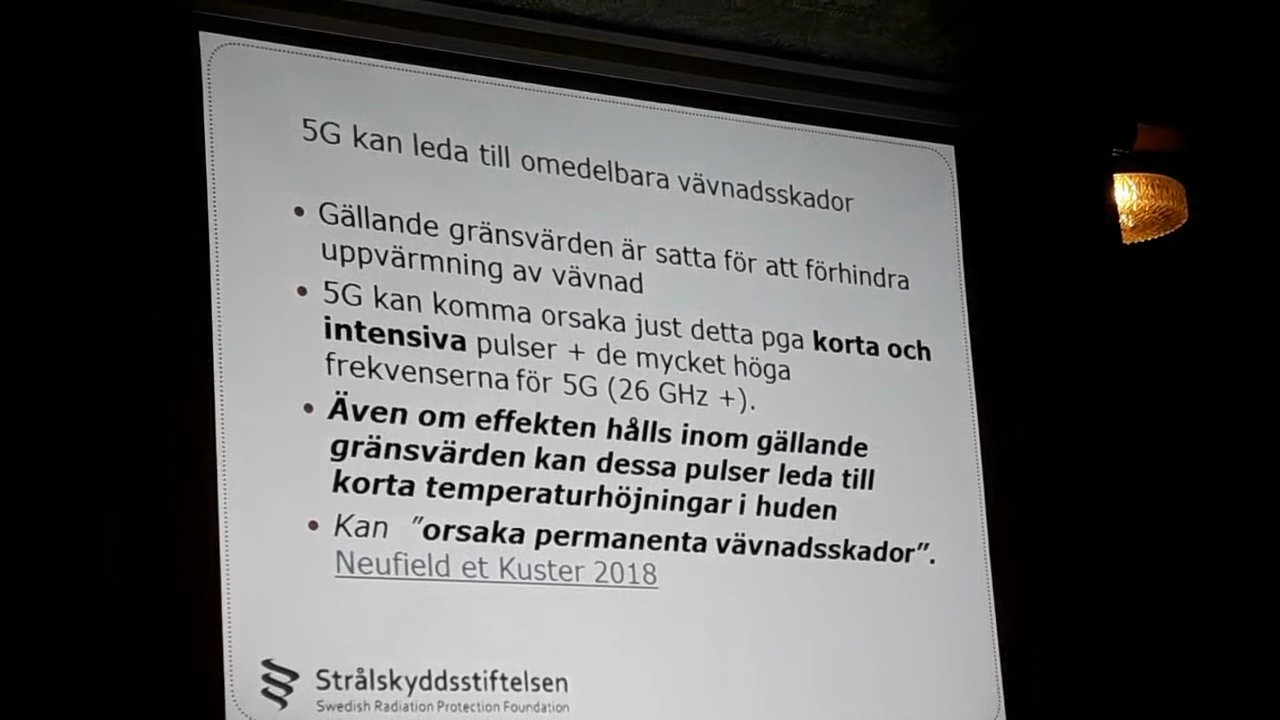 5G kan leda till omedelbara vävnadsskador
• Gällande gränsvärden är satta för att förhindra
uppvärmning av vävnad
• 5G kan komma orsaka just detta pga korta och
intensiva pulser + de mycket höga
frekvenserna för 5G (26 GHz +).
• Även om effekten hålls inom gällande
gränsvärden kan dessa pulser leda till
korta temperaturhöjningar i huden
• Kan ”orsaka permanenta vävnadsskador”.
Neufield et Kuster 2018
Strålskyddsstiftelsen
Swedish Radiation Protection Foundation